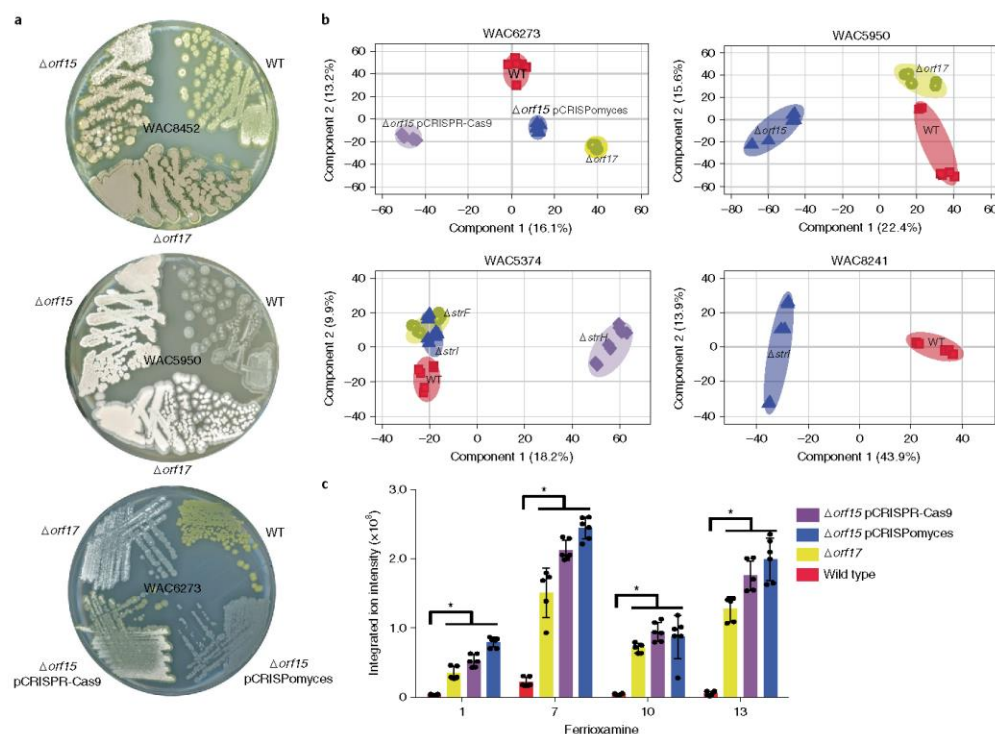 a
Δorf15
WT
WAC8452
Δorf17
Δorf15
WT
WAC5950
Δorf17
Δorf17
WT
WAC6273
Δorf15
pCRISPR-Cas9
Δorf15
pCRISPomyces
b
WAC6273
Component 2 (13.2%)
60
40
20
0
−20
−40
−60
WT
Δorf15 pCRISPomyces
Δorf15 pCRISPR-Cas9
Δorf17
−60 −40 −20 0 20 40 60
Component 1 (16.1%)
WAC5950
Component 2 (15.6%)
60
40
20
0
−20
−40
−60
Δorf17
Δorf15
WT
−80 −60 −40 −20 0 20 40 60
Component 1 (22.4%)
WAC5374
Component 2 (9.9%)
40
20
0
−20
−40
ΔstrF
ΔstrI
ΔstrH
WT
−40 −20 0 20 40 60
Component 1 (18.2%)
WAC8241
Component 2 (13.9%)
40
20
0
−20
−40
ΔstrI
WT
−40 −20 0 20 40
Component 1 (43.9%)
c
Integrated ion intensity (×10⁸)
3.0
2.0
1.0
0
* * * *
1 7 10 13
Ferrioxamine
Δorf15 pCRISPR-Cas9
Δorf15 pCRISPomyces
Δorf17
Wild type